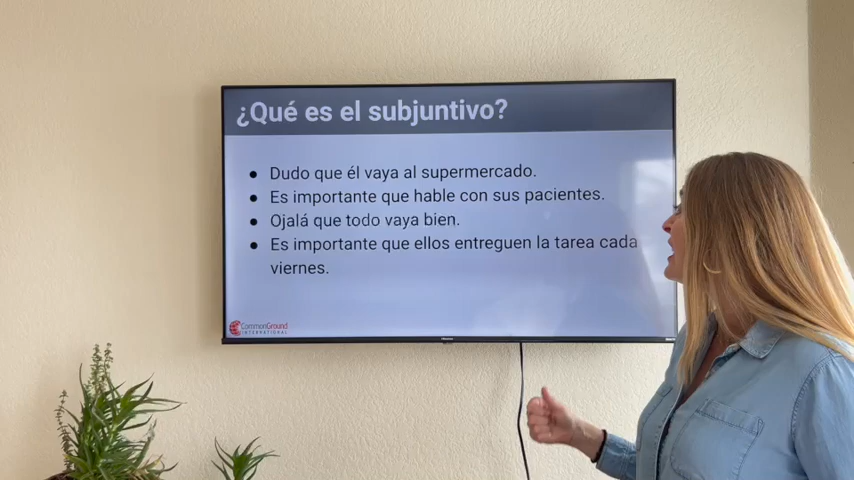 ¿Qué es el subjuntivo?
● Dudo que él vaya al supermercado.
● Es importante que hable con sus pacientes.
● Ojalá que todo vaya bien.
● Es importante que ellos entreguen la tarea cada
viernes.
CommonGround
INTERNATIONAL